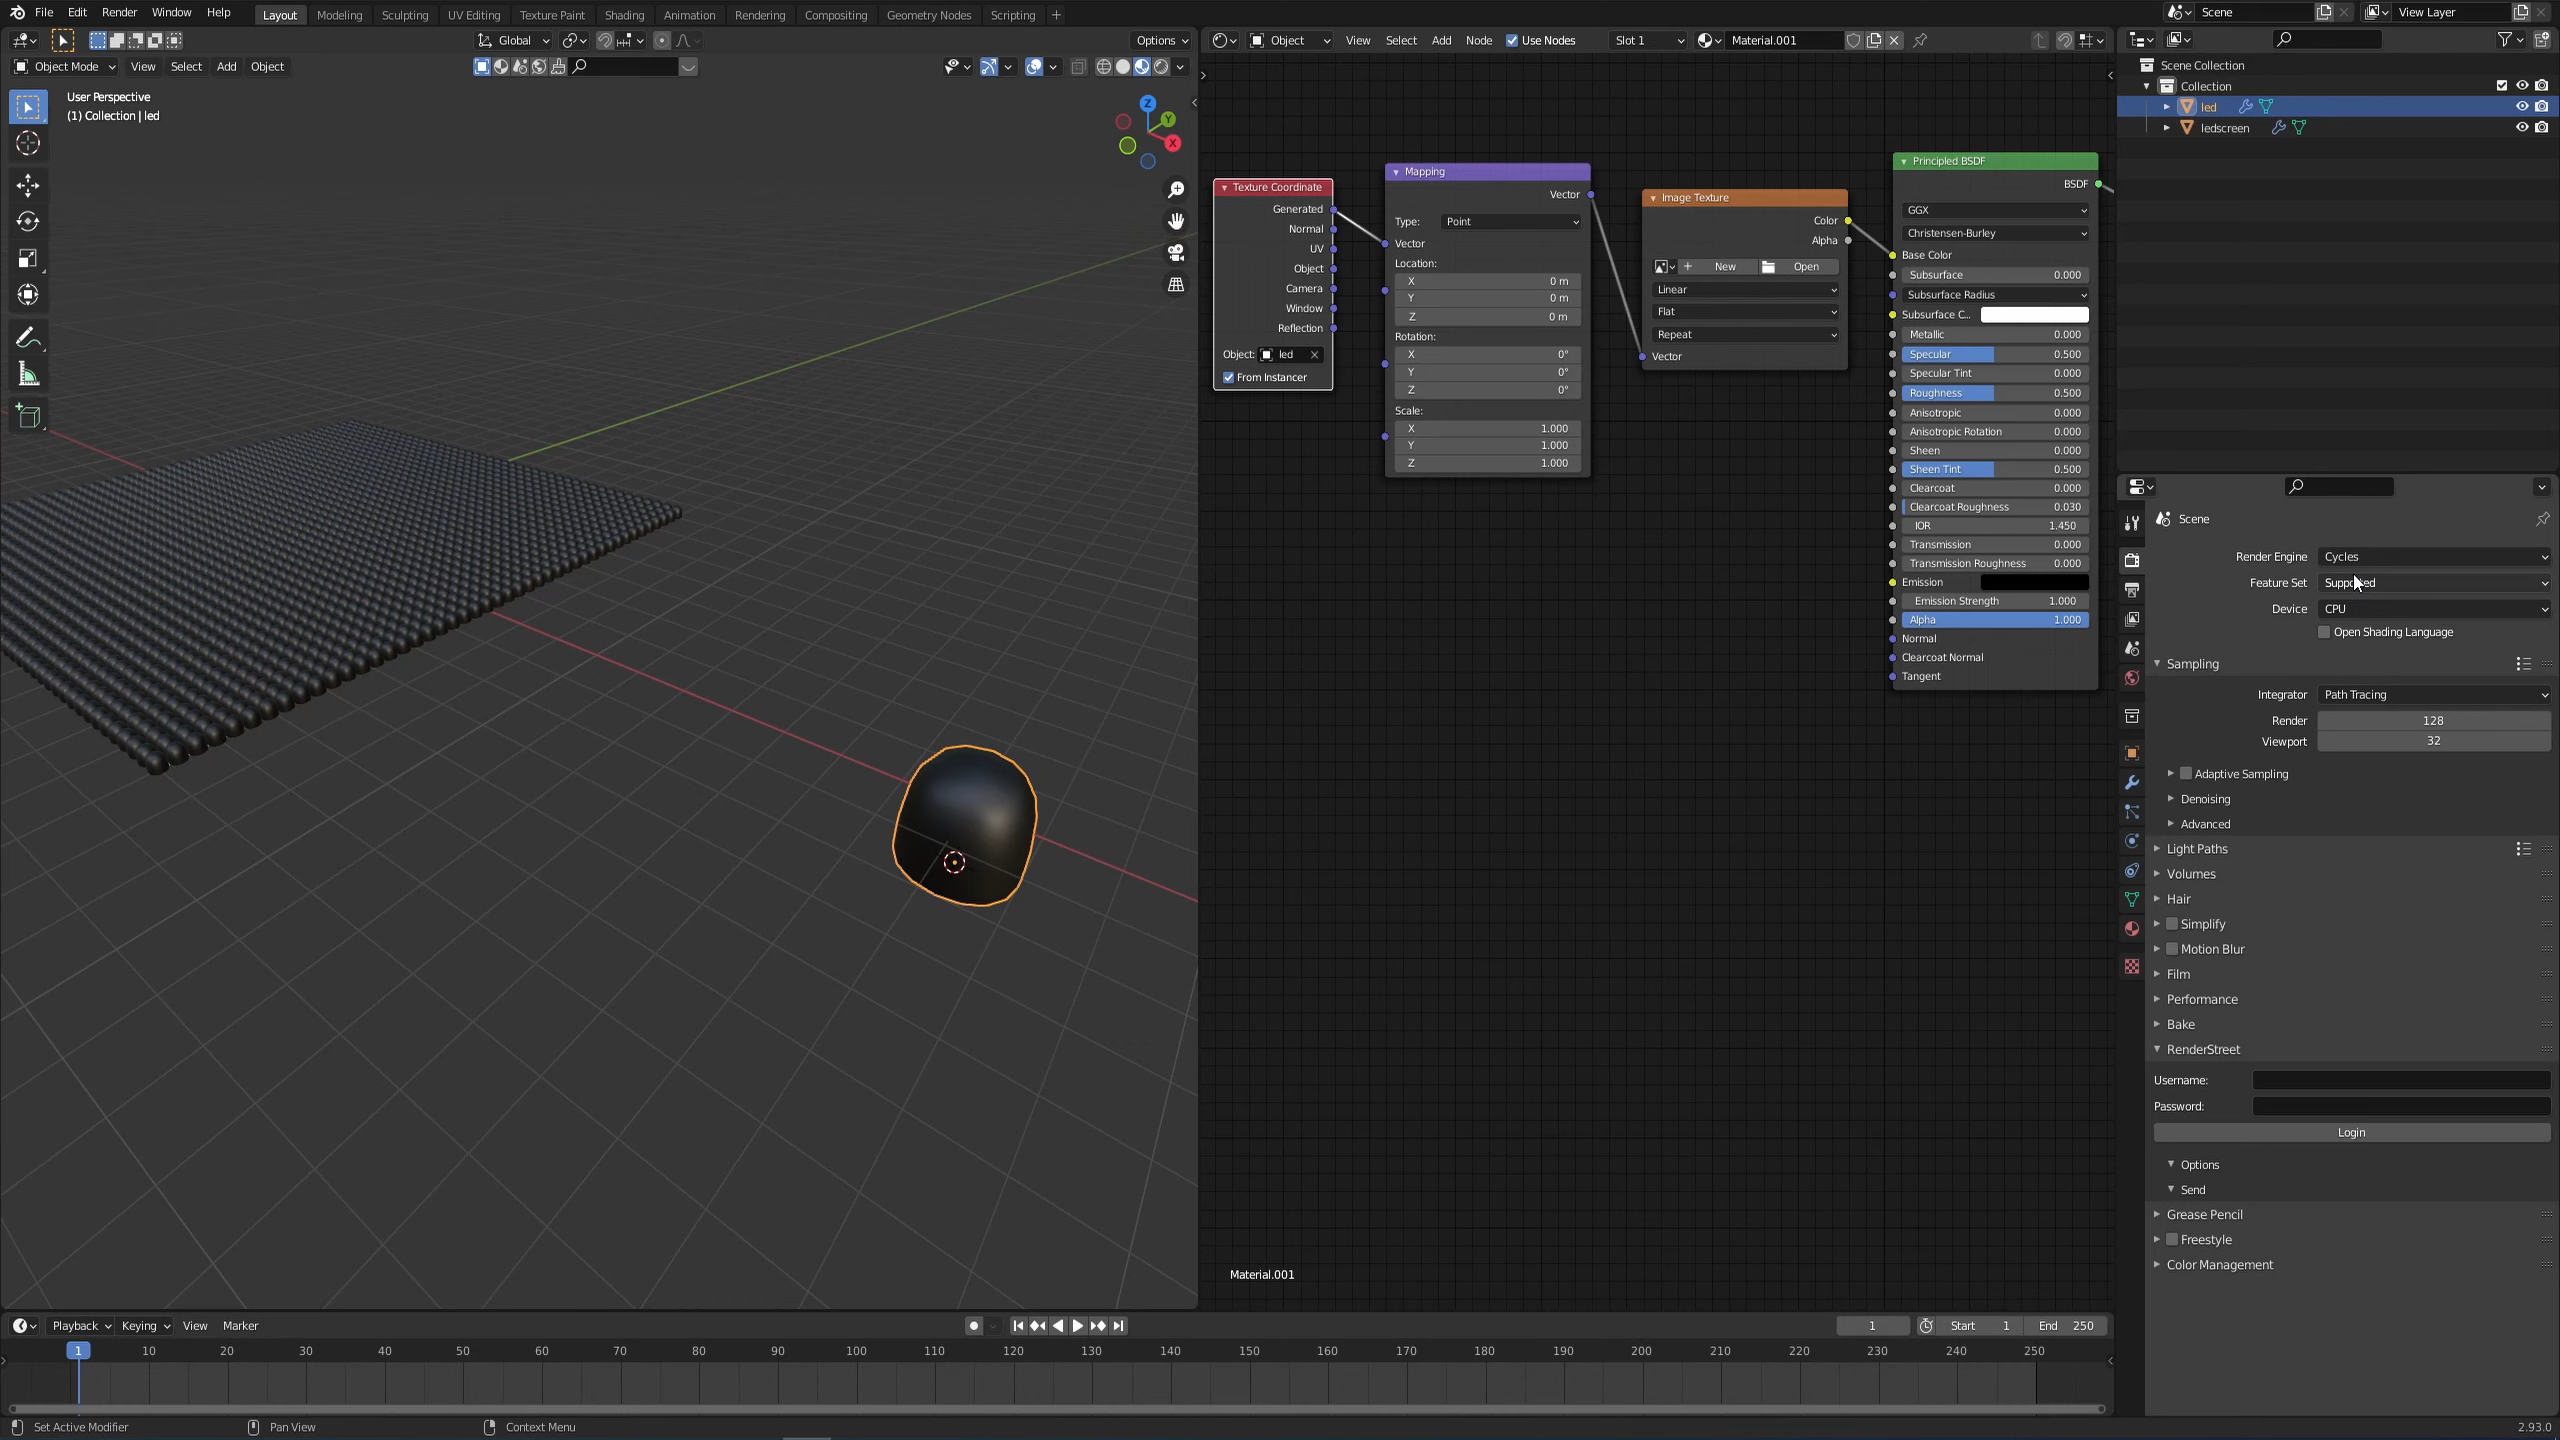 File Edit Render Window Help Layout Modeling Sculpting UV Editing Texture Paint Shading Animation Rendering Compositing Geometry Nodes Scripting +
Scene
View Layer
Global
Options
Object
View Select Add Node
Use Nodes
Slot 1
Material.001
Object Mode View Select Add Object
User Perspective
(1) Collection | led
Z
Y
X
Texture Coordinate
Generated
Normal
UV
Object
Camera
Window
Reflection
Object: led
From Instancer
Mapping
Vector
Type: Point
Vector
Location:
X 0 m
Y 0 m
Z 0 m
Rotation:
X 0°
Y 0°
Z 0°
Scale:
X 1.000
Y 1.000
Z 1.000
Image Texture
Color
Alpha
New
Open
Linear
Flat
Repeat
Vector
Principled BSDF
BSDF
GGX
Christensen-Burley
Base Color
Subsurface 0.000
Subsurface Radius
Subsurface C...
Metallic 0.000
Specular 0.500
Specular Tint 0.000
Roughness 0.500
Anisotropic 0.000
Anisotropic Rotation 0.000
Sheen 0.000
Sheen Tint 0.500
Clearcoat 0.000
Clearcoat Roughness 0.030
IOR 1.450
Transmission 0.000
Transmission Roughness 0.000
Emission
Emission Strength 1.000
Alpha 1.000
Normal
Clearcoat Normal
Tangent
Material.001
Scene Collection
Collection
led
ledscreen
Scene
Render Engine Cycles
Feature Set
Device CPU
Open Shading Language
Sampling
Integrator Path Tracing
Render 128
Viewport 32
Adaptive Sampling
Denoising
Advanced
Light Paths
Volumes
Hair
Simplify
Motion Blur
Film
Performance
Bake
RenderStreet
Username:
Password:
Login
Options
Send
Grease Pencil
Freestyle
Color Management
Playback Keying View Marker
1
Start 1
End 250
1 10 20 30 40 50 60 70 80 90 100 110 120 130 140 150 160 170 180 190 200 210 220 230 240 250
Set Active Modifier
Pan View
Context Menu
2.93.0